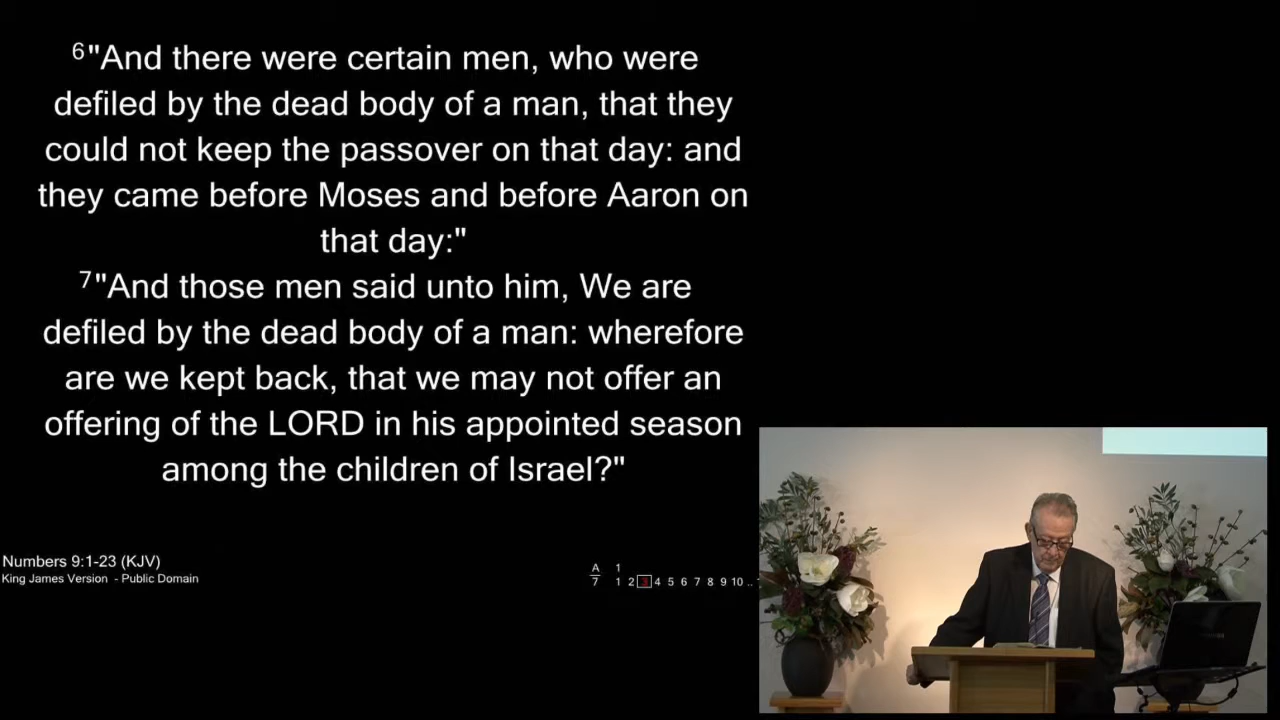 6"And there were certain men, who were
defiled by the dead body of a man, that they
could not keep the passover on that day: and
they came before Moses and before Aaron on
that day:"
7"And those men said unto him, We are
defiled by the dead body of a man: wherefore
are we kept back, that we may not offer an
offering of the LORD in his appointed season
among the children of Israel?"
Numbers 9:1-23 (KJV)
King James Version - Public Domain
A 1
7 1 2 3 4 5 6 7 8 9 10 ..